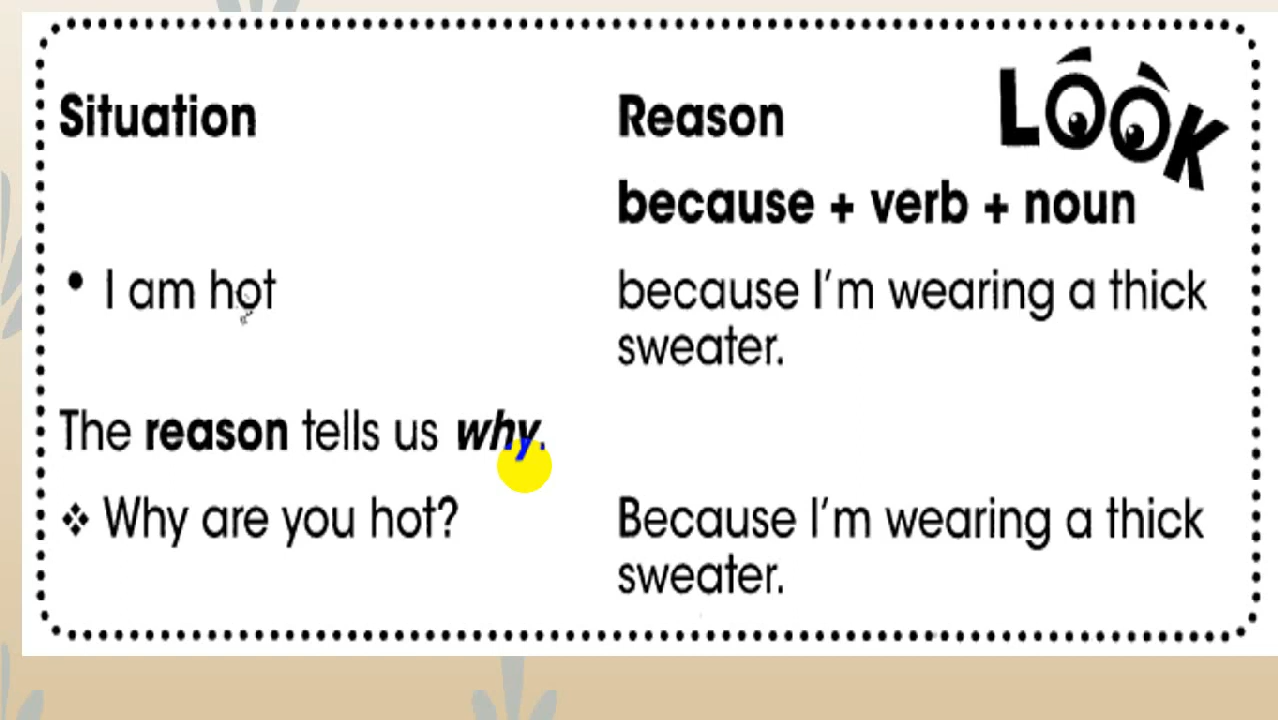 Situation
Reason
LOOK
because + verb + noun
• I am hot
because I'm wearing a thick
sweater.
The reason tells us why.
❖ Why are you hot?
Because I'm wearing a thick
sweater.